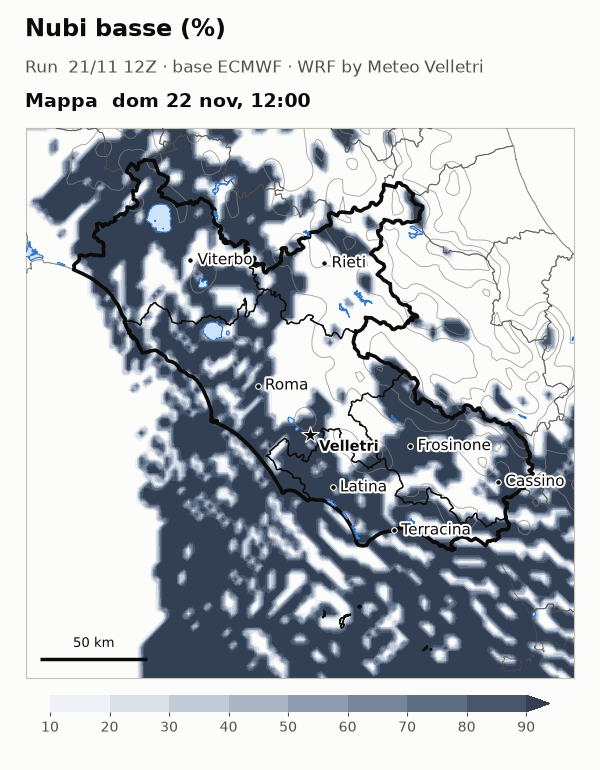 Nubi basse (%)
Run  21/11 12Z · base ECMWF · WRF by Meteo Velletri
Mappa  dom 22 nov, 12:00
Viterbo
Rieti
Roma
Velletri
Frosinone
Cassino
Latina
Terracina
50 km
10 20 30 40 50 60 70 80 90